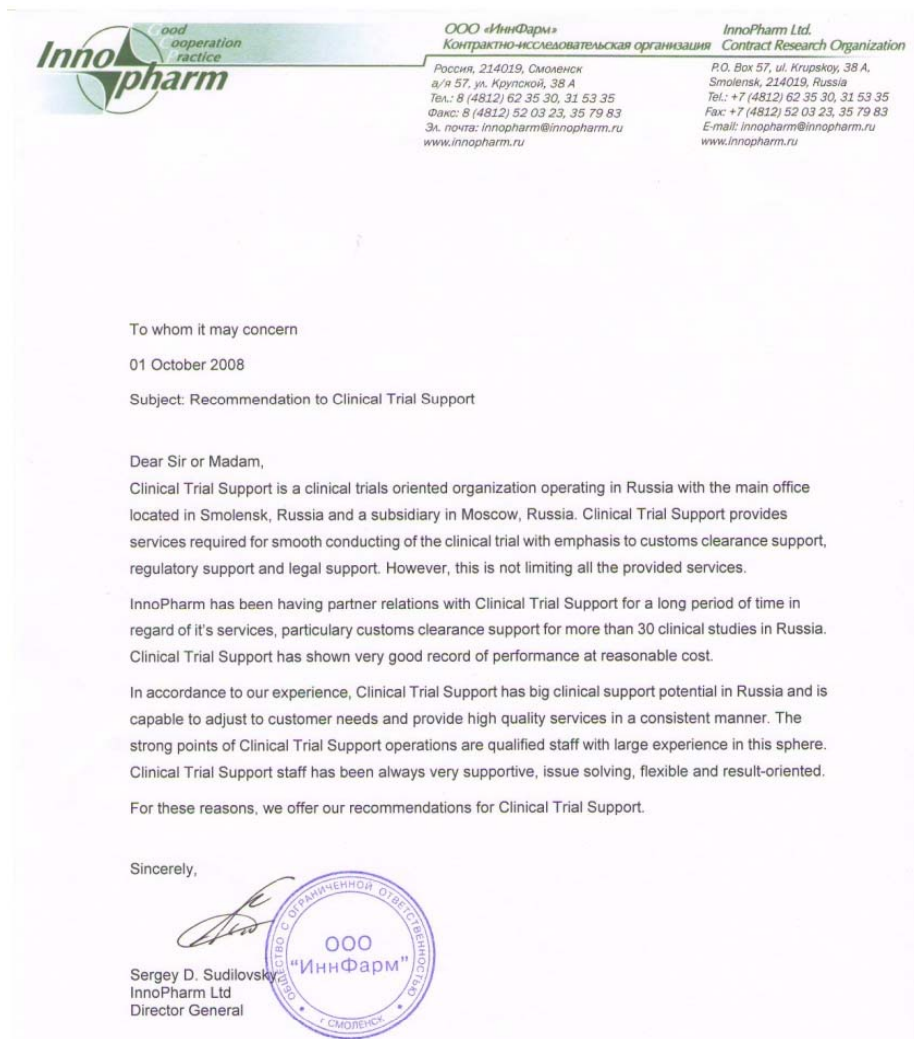 Good
Cooperation
Practice
Inno
pharm
ООО «ИннФарм»
Контрактно-исследовательская организация
Россия, 214019, Смоленск
а/я 57, ул. Крупской, 38 А
Тел.: 8 (4812) 62 35 30, 31 53 35
Факс: 8 (4812) 52 03 23, 35 79 83
Эл. почта: innopharm@innopharm.ru
www.innopharm.ru
InnoPharm Ltd.
Contract Research Organization
P.O. Box 57, ul. Krupskoy, 38 A,
Smolensk, 214019, Russia
Tel.: +7 (4812) 62 35 30, 31 53 35
Fax: +7 (4812) 52 03 23, 35 79 83
E-mail: innopharm@innopharm.ru
www.innopharm.ru
To whom it may concern
01 October 2008
Subject: Recommendation to Clinical Trial Support
Dear Sir or Madam,
Clinical Trial Support is a clinical trials oriented organization operating in Russia with the main office
located in Smolensk, Russia and a subsidiary in Moscow, Russia. Clinical Trial Support provides
services required for smooth conducting of the clinical trial with emphasis to customs clearance support,
regulatory support and legal support. However, this is not limiting all the provided services.
InnoPharm has been having partner relations with Clinical Trial Support for a long period of time in
regard of it's services, particulary customs clearance support for more than 30 clinical studies in Russia.
Clinical Trial Support has shown very good record of performance at reasonable cost.
In accordance to our experience, Clinical Trial Support has big clinical support potential in Russia and is
capable to adjust to customer needs and provide high quality services in a consistent manner. The
strong points of Clinical Trial Support operations are qualified staff with large experience in this sphere.
Clinical Trial Support staff has been always very supportive, issue solving, flexible and result-oriented.
For these reasons, we offer our recommendations for Clinical Trial Support.
Sincerely,
Sergey D. Sudilovsky,
InnoPharm Ltd
Director General
ОБЩЕСТВО С ОГРАНИЧЕННОЙ ОТВЕТСТВЕННОСТЬЮ
ООО
"ИннФарм"
г СМОЛЕНСК